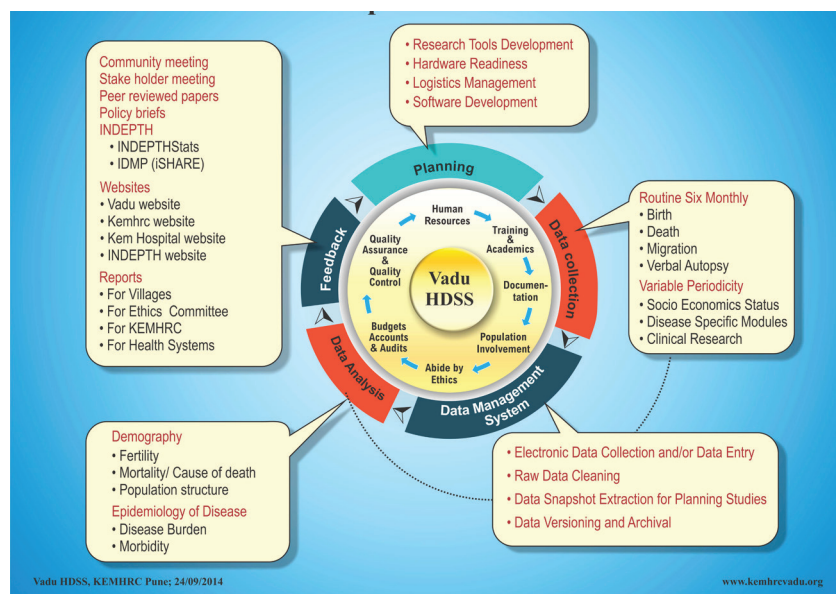 Community meeting
Stake holder meeting
Peer reviewed papers
Policy briefs
INDEPTH
• INDEPTHStats
• IDMP (iSHARE)
Websites
• Vadu website
• Kemhrc website
• Kem Hospital website
• INDEPTH website
Reports
• For Villages
• For Ethics Committee
• For KEMHRC
• For Health Systems
• Research Tools Development
• Hardware Readiness
• Logistics Management
• Software Development
Planning
Data collection
Data Management
System
Data Analysis
Feedback
Human
Resources
Training
&
Academics
Documen-
tation
Population
Involvement
Abide by
Ethics
Budgets
Accounts
& Audits
Quality
Assurance
&
Quality
Control
Vadu
HDSS
Routine Six Monthly
• Birth
• Death
• Migration
• Verbal Autopsy
Variable Periodicity
• Socio Economics Status
• Disease Specific Modules
• Clinical Research
Demography
• Fertility
• Mortality/ Cause of death
• Population structure
Epidemiology of Disease
• Disease Burden
• Morbidity
• Electronic Data Collection and/or Data Entry
• Raw Data Cleaning
• Data Snapshot Extraction for Planning Studies
• Data Versioning and Archival
Vadu HDSS, KEMHRC Pune; 24/09/2014
www.kemhrcvadu.org